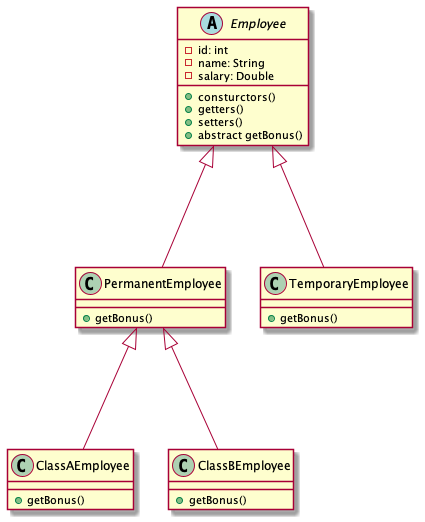 A Employee
id: int
name: String
salary: Double
consturctors()
getters()
setters()
abstract getBonus()
C PermanentEmployee
getBonus()
C TemporaryEmployee
getBonus()
C ClassAEmployee
getBonus()
C ClassBEmployee
getBonus()